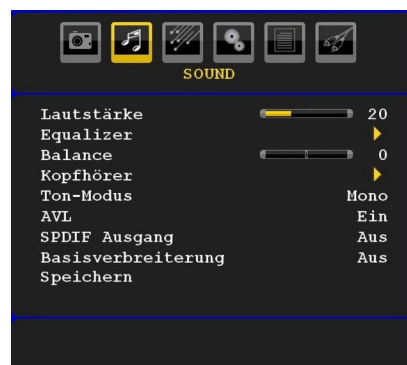 SOUND
Lautstärke 20
Equalizer
Balance 0
Kopfhörer
Ton-Modus Mono
AVL Ein
SPDIF Ausgang Aus
Basisverbreiterung Aus
Speichern